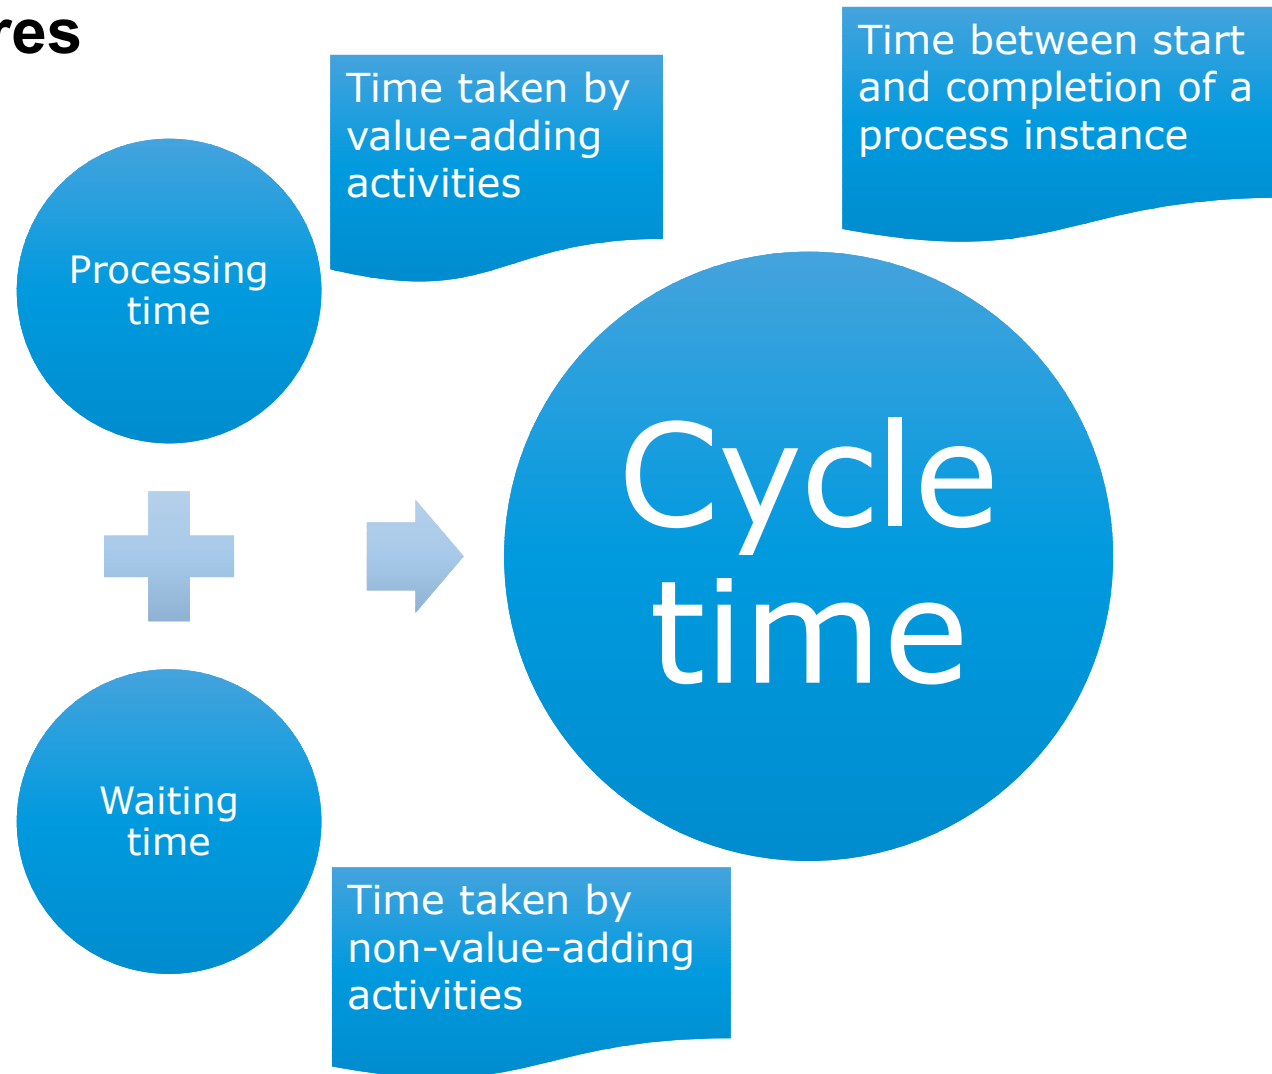 res
Time taken by
value-adding
activities
Time between start
and completion of a
process instance
Processing
time
Cycle
time
Waiting
time
Time taken by
non-value-adding
activities